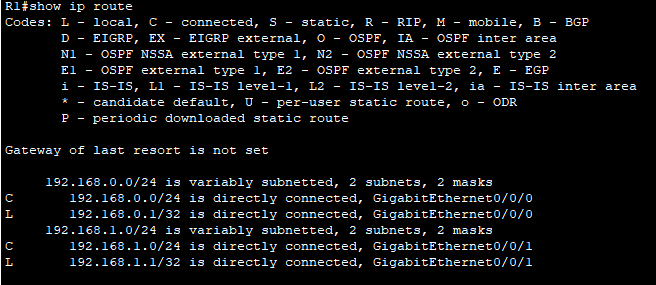 R1#show ip route
Codes: L - local, C - connected, S - static, R - RIP, M - mobile, B - BGP
       D - EIGRP, EX - EIGRP external, O - OSPF, IA - OSPF inter area
       N1 - OSPF NSSA external type 1, N2 - OSPF NSSA external type 2
       E1 - OSPF external type 1, E2 - OSPF external type 2, E - EGP
       i - IS-IS, L1 - IS-IS level-1, L2 - IS-IS level-2, ia - IS-IS inter area
       * - candidate default, U - per-user static route, o - ODR
       P - periodic downloaded static route
Gateway of last resort is not set
     192.168.0.0/24 is variably subnetted, 2 subnets, 2 masks
C       192.168.0.0/24 is directly connected, GigabitEthernet0/0/0
L       192.168.0.1/32 is directly connected, GigabitEthernet0/0/0
     192.168.1.0/24 is variably subnetted, 2 subnets, 2 masks
C       192.168.1.0/24 is directly connected, GigabitEthernet0/0/1
L       192.168.1.1/32 is directly connected, GigabitEthernet0/0/1